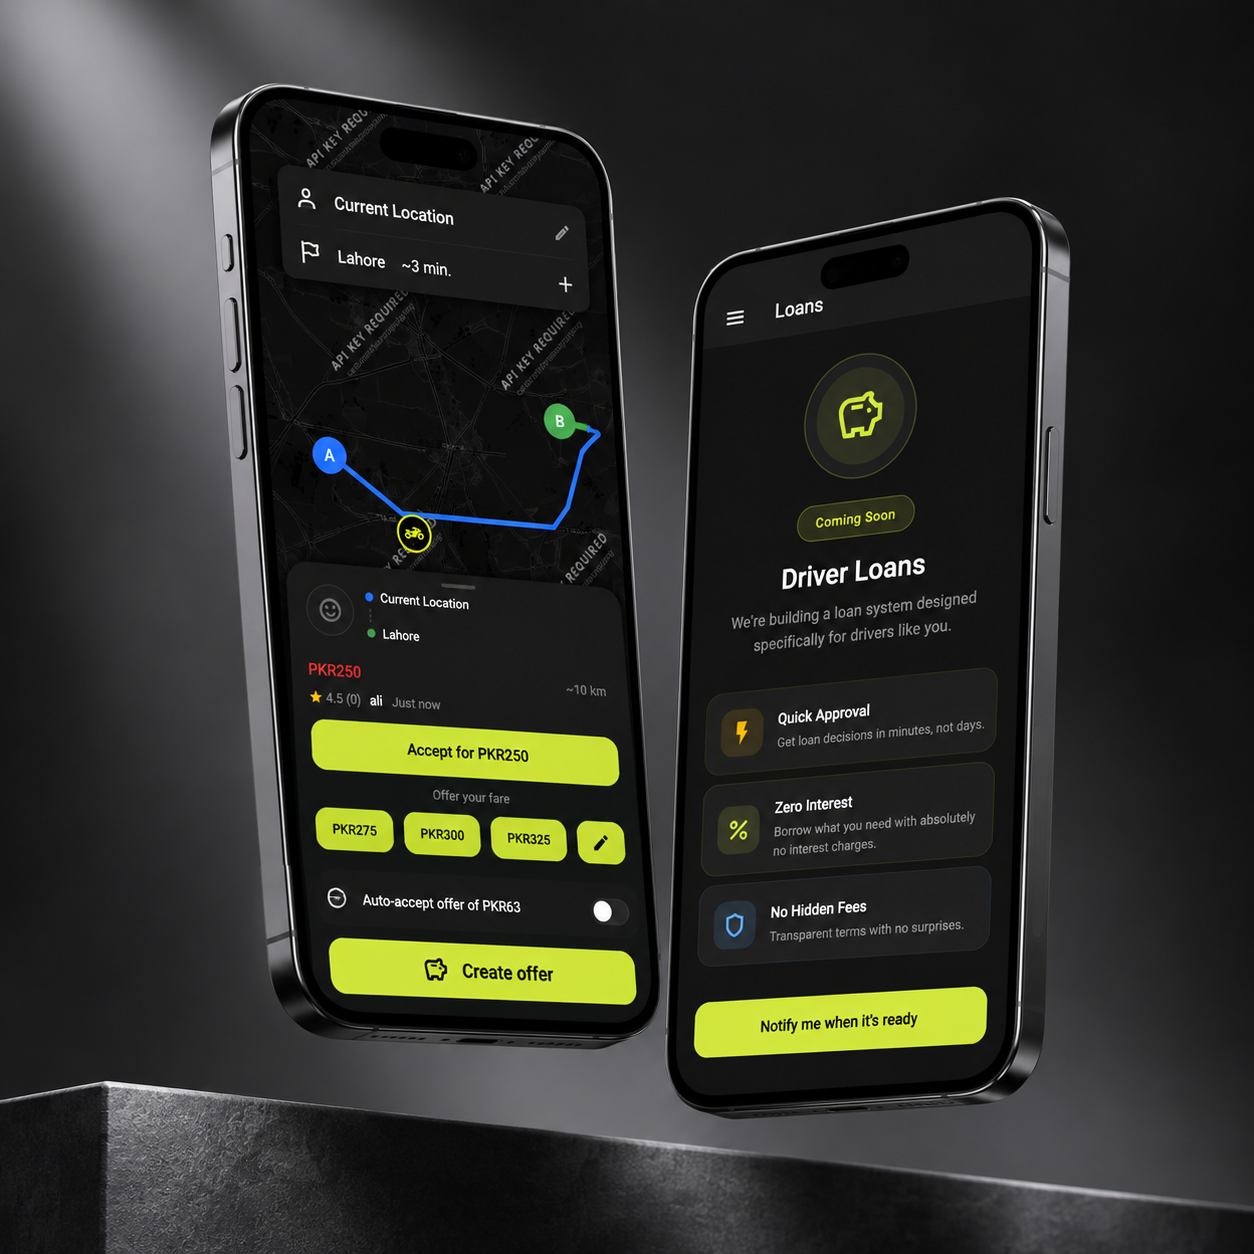 API KEY REQU
API KEY REQU
Current Location
Lahore ~3 min.
API KEY REQUIRED
API KEY REQUIRED
B
A
REQUIRED
Current Location
Lahore
PKR250
~10 km
4.5 (0) ali Just now
Accept for PKR250
Offer your fare
PKR275 PKR300 PKR325
Auto-accept offer of PKR63
Create offer
Loans
Coming Soon
Driver Loans
We're building a loan system designed
specifically for drivers like you.
Quick Approval
Get loan decisions in minutes, not days.
Zero Interest
Borrow what you need with absolutely
no interest charges.
No Hidden Fees
Transparent terms with no surprises.
Notify me when it's ready